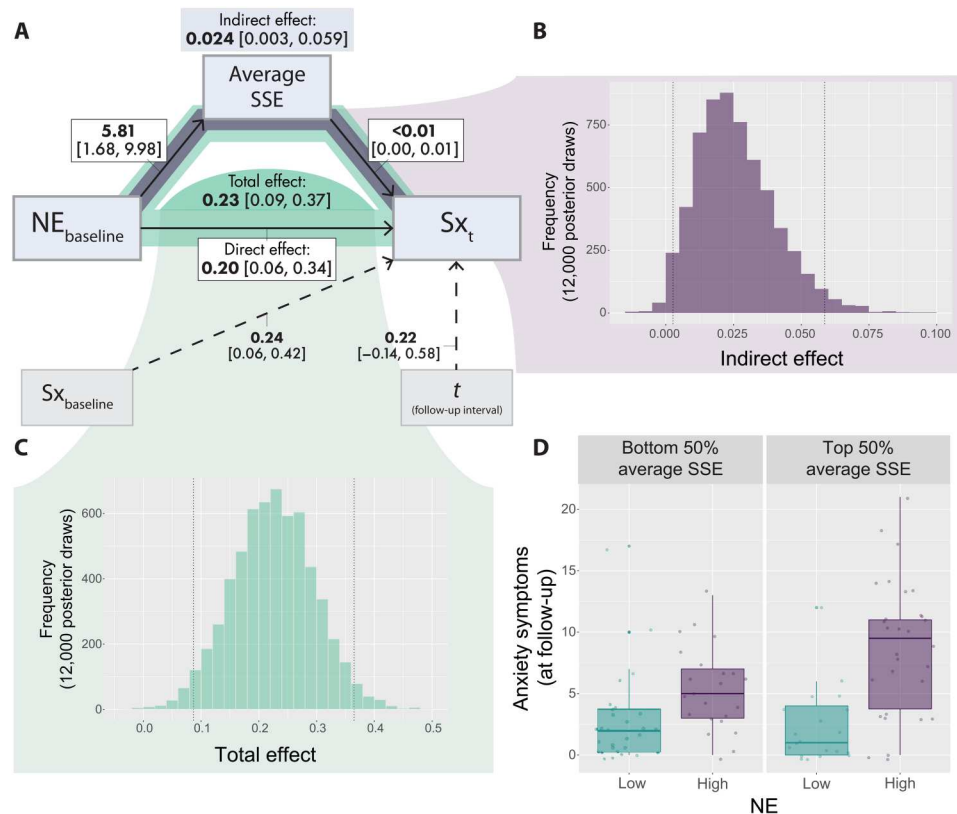 A
Indirect effect:
0.024 [0.003, 0.059]
Average
SSE
5.81
[1.68, 9.98]
<0.01
[0.00, 0.01]
Total effect:
0.23 [0.09, 0.37]
NEbaseline
Sxt
Direct effect:
0.20 [0.06, 0.34]
0.24
[0.06, 0.42]
0.22
[−0.14, 0.58]
Sxbaseline
t
(follow-up interval)
B
Frequency
(12,000 posterior draws)
750
500
250
0
0.000 0.025 0.050 0.075 0.100
Indirect effect
C
Frequency
(12,000 posterior draws)
600
400
200
0
0.0 0.1 0.2 0.3 0.4 0.5
Total effect
D
Bottom 50%
average SSE
Top 50%
average SSE
Anxiety symptoms
(at follow-up)
20
15
10
5
0
Low High Low High
NE